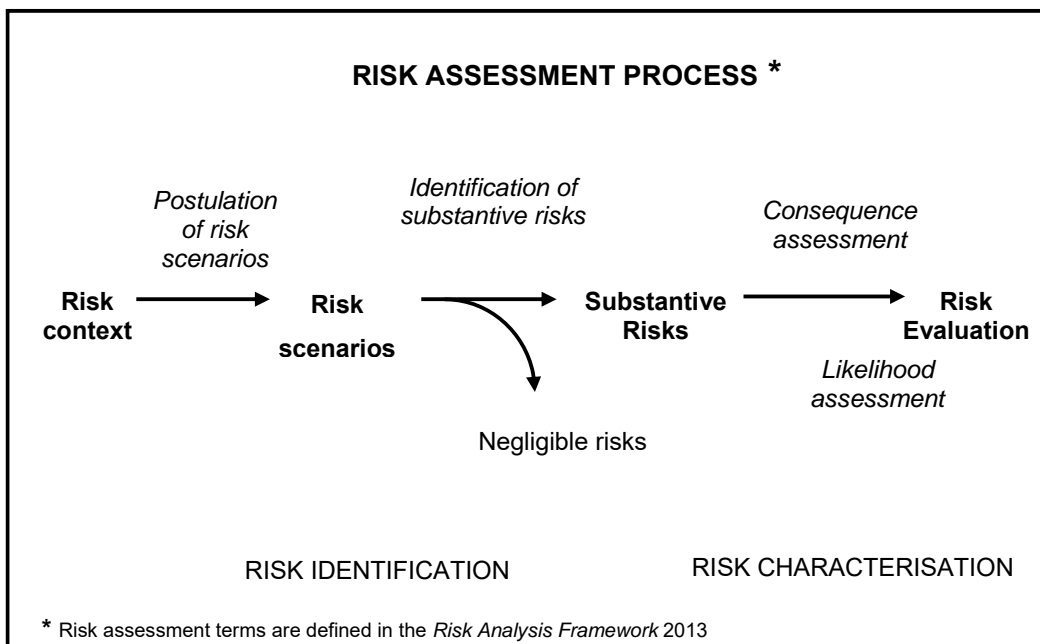 RISK ASSESSMENT PROCESS *
Postulation
of risk
scenarios
Identification of
substantive risks
Consequence
assessment
Risk
context
Risk
scenarios
Substantive
Risks
Risk
Evaluation
Likelihood
assessment
Negligible risks
RISK IDENTIFICATION
RISK CHARACTERISATION
* Risk assessment terms are defined in the Risk Analysis Framework 2013